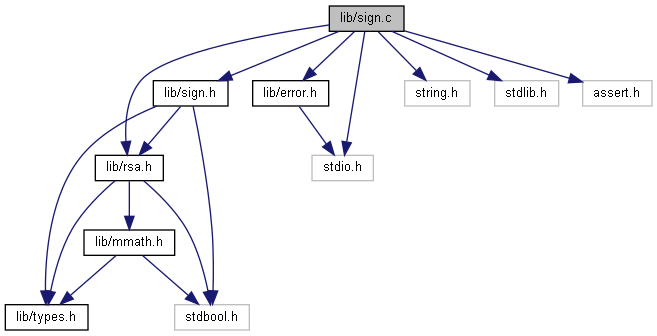 lib/sign.c
lib/sign.h
lib/error.h
string.h
stdlib.h
assert.h
lib/rsa.h
stdio.h
lib/mmath.h
lib/types.h
stdbool.h